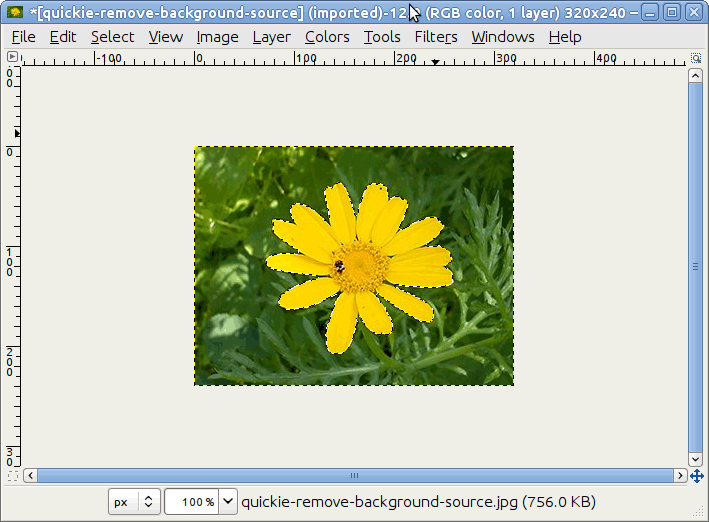 *[quickie-remove-background-source] (imported)-12. (RGB color, 1 layer) 320x240 –
File Edit Select View Image Layer Colors Tools Filters Windows Help
-100 0 100 200 300 400
0
0
0
100
200
300
px 100 % quickie-remove-background-source.jpg (756.0 KB)